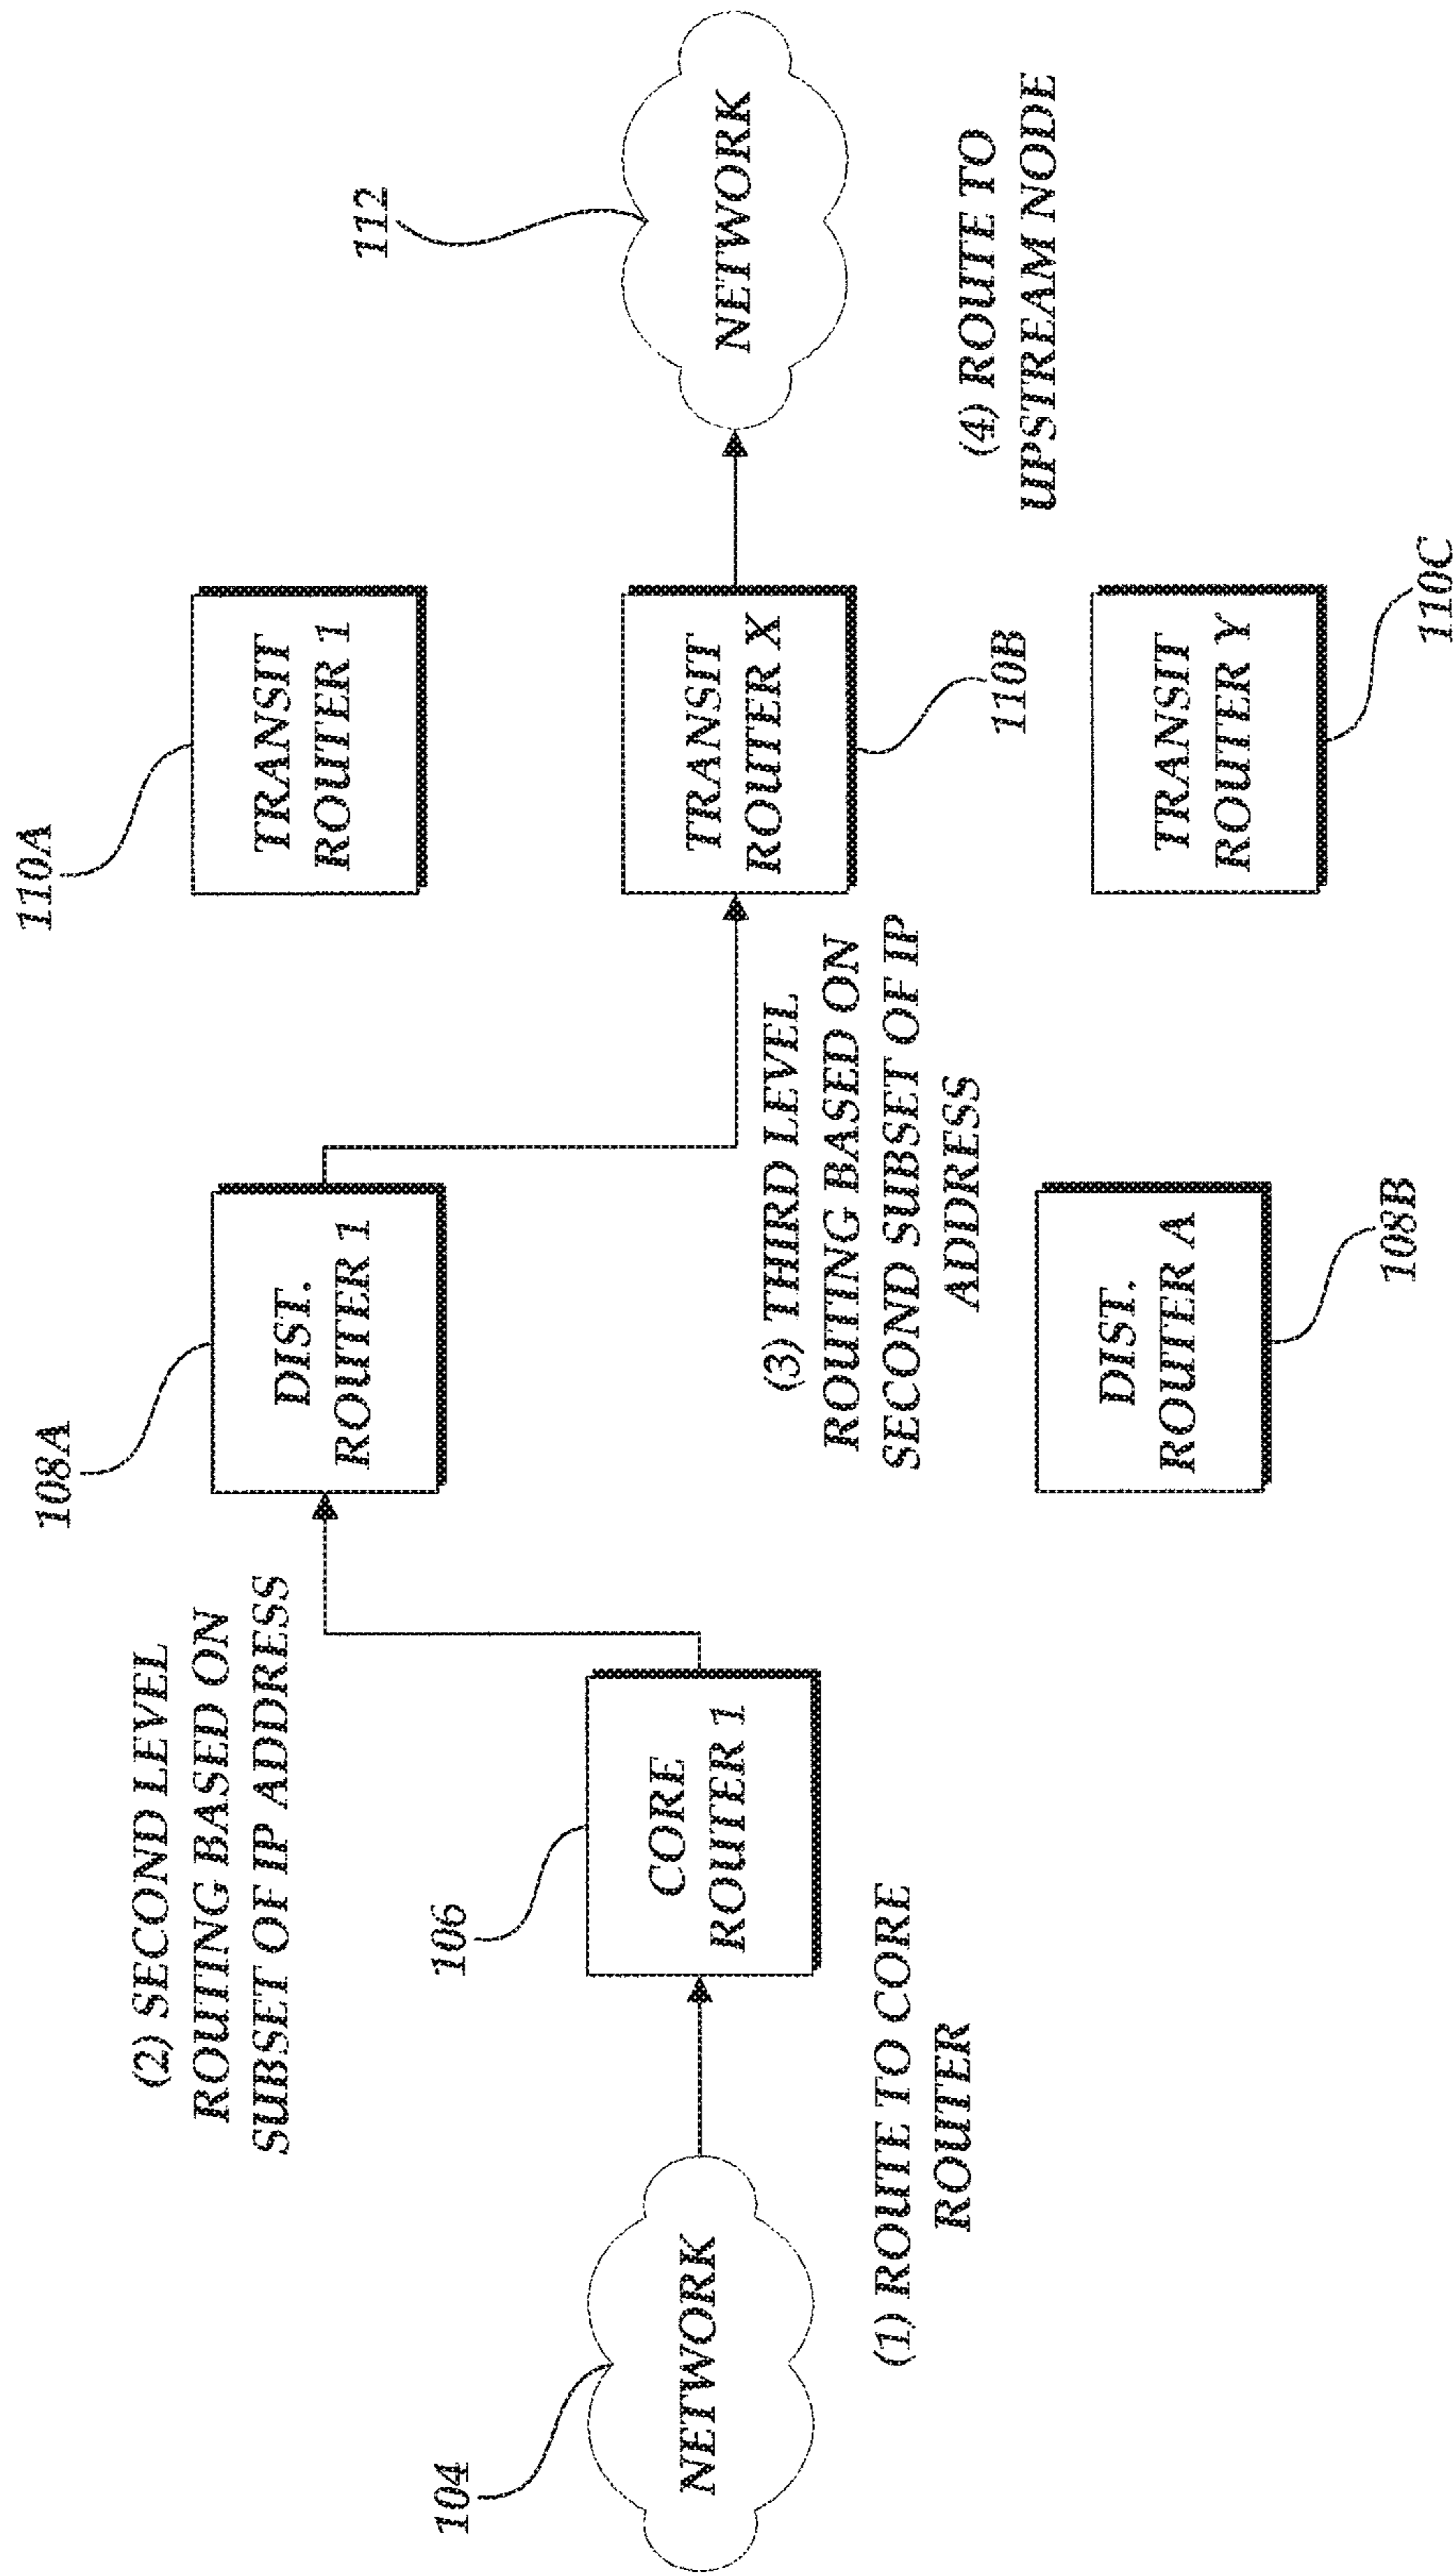 104
NETWORK
(1) ROUTE TO CORE
ROUTER
106
CORE
ROUTER 1
(2) SECOND LEVEL
ROUTING BASED ON
SUBSET OF IP ADDRESS
108A
DIST.
ROUTER 1
(3) THIRD LEVEL
ROUTING BASED ON
SECOND SUBSET OF IP
ADDRESS
DIST.
ROUTER A
108B
110A
TRANSIT
ROUTER 1
TRANSIT
ROUTER X
110B
TRANSIT
ROUTER Y
110C
112
NETWORK
(4) ROUTE TO
UPSTREAM NODE